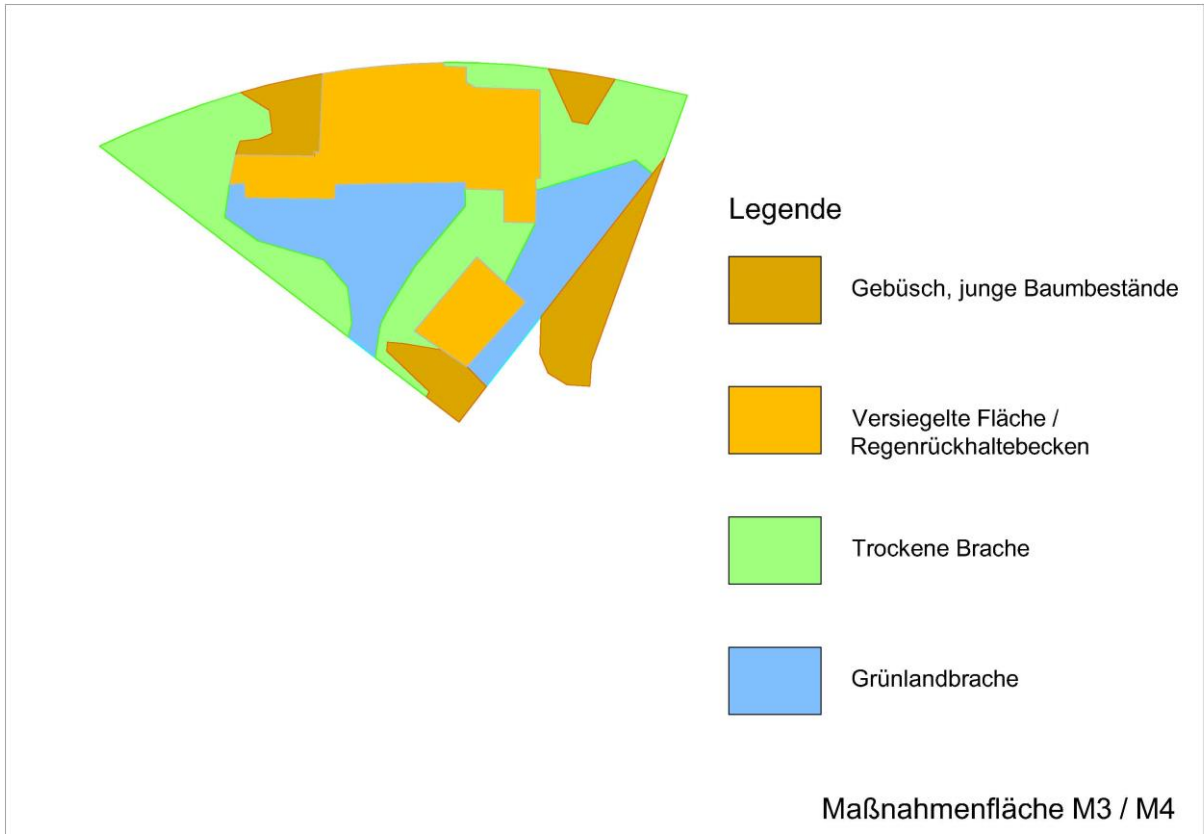 Legende
Gebüsch, junge Baumbestände
Versiegelte Fläche /
Regenrückhaltebecken
Trockene Brache
Grünlandbrache
Maßnahmenfläche M3 / M4